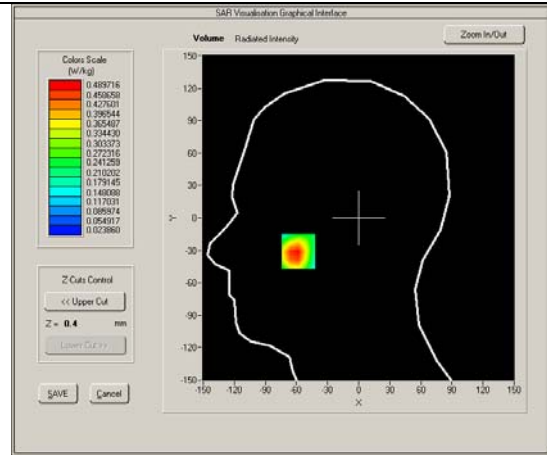 SAR Visualisation Graphical Interface
Volume Radiated Intensity
Zoom In/Out
Colors Scale
(W/kg)
0.489716
0.458658
0.427601
0.396544
0.365487
0.334430
0.303373
0.272316
0.241259
0.210202
0.179145
0.148088
0.117031
0.085974
0.054917
0.023860
Z Cuts Control
<< Upper Cut
Z = 0.4 mm
Lower Cut >>
SAVE Cancel
150
120
90
60
30
0
-30
-60
-90
-120
-150
Y
-150 -120 -90 -60 -30 0 30 60 90 120 150
X